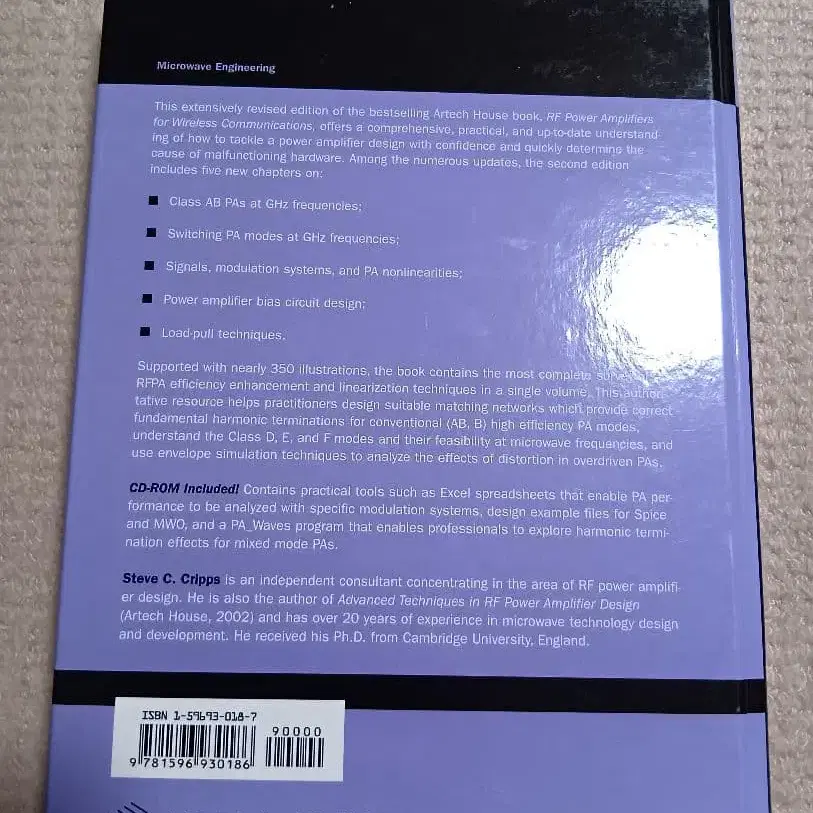 Microwave Engineering
This extensively revised edition of the bestselling Artech House book, RF Power Amplifiers
for Wireless Communications, offers a comprehensive, practical, and up-to-date understand-
ing of how to tackle a power amplifier design with confidence and quickly determine the
cause of malfunctioning hardware. Among the numerous updates, the second edition
includes five new chapters on:
■ Class AB PAs at GHz frequencies;
■ Switching PA modes at GHz frequencies;
■ Signals, modulation systems, and PA nonlinearities;
■ Power amplifier bias circuit design;
■ Load-pull techniques.
Supported with nearly 350 illustrations, the book contains the most complete
RFPA efficiency enhancement and linearization techniques in a single volume. This authori-
tative resource helps practitioners design suitable matching networks which provide correct
fundamental harmonic terminations for conventional (AB, B) high efficiency PA modes,
understand the Class D, E, and F modes and their feasibility at microwave frequencies, and
use envelope simulation techniques to analyze the effects of distortion in overdriven PAs.
CD-ROM Included! Contains practical tools such as Excel spreadsheets that enable PA per-
formance to be analyzed with specific modulation systems, design example files for Spice
and MWO, and a PA_Waves program that enables professionals to explore harmonic termi-
nation effects for mixed mode PAs.
Steve C. Cripps is an independent consultant concentrating in the area of RF power amplifi-
er design. He is also the author of Advanced Techniques in RF Power Amplifier Design
(Artech House, 2002) and has over 20 years of experience in microwave technology design
and development. He received his Ph.D. from Cambridge University, England.
ISBN 1-59693-018-7
90000
9 781596 930186